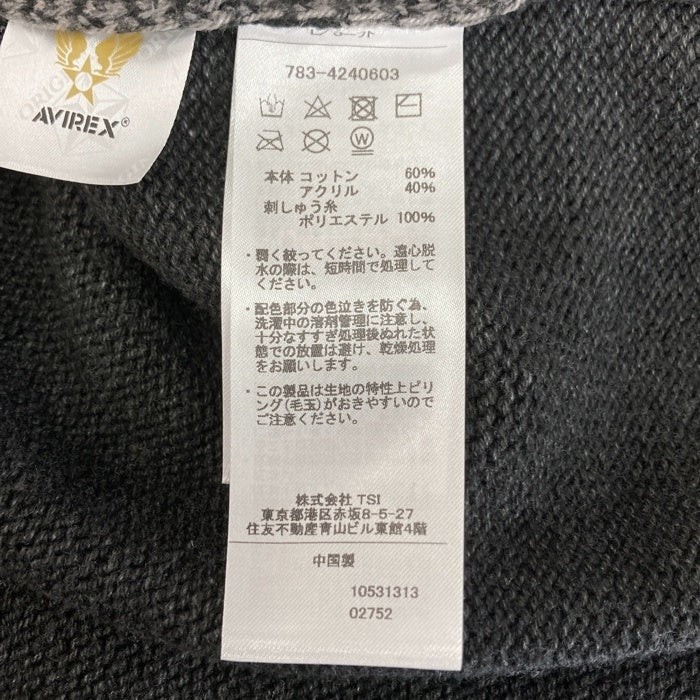 AVIREX®
783-4240603
W
本体 コットン 60%
アクリル 40%
刺しゅう糸
ポリエステル 100%
・弱く絞ってください。遠心脱
水の際は、短時間で処理して
ください。
・配色部分の色泣きを防ぐ為、
洗濯中の溶剤管理に注意し、
十分なすすぎ処理後ぬれた状
態での放置は避け、乾燥処理
をお願いします。
・この製品は生地の特性上ピリ
ング(毛玉)がおきやすいので
ご注意ください。
株式会社 TSI
東京都港区赤坂8-5-27
住友不動産青山ビル東館4階
中国製
10531313
02752